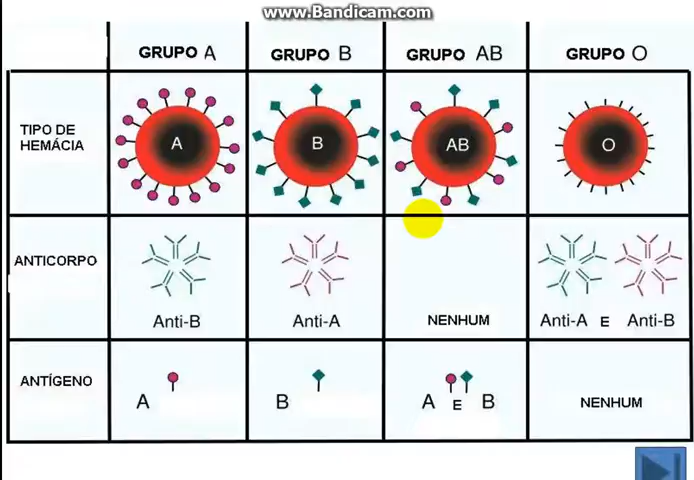 www.Bandicam.com
GRUPO A
GRUPO B
GRUPO AB
GRUPO O
TIPO DE
HEMÁCIA
A
B
AB
O
ANTICORPO
Anti-B
Anti-A
NENHUM
Anti-A E Anti-B
ANTÍGENO
A
B
A E B
NENHUM